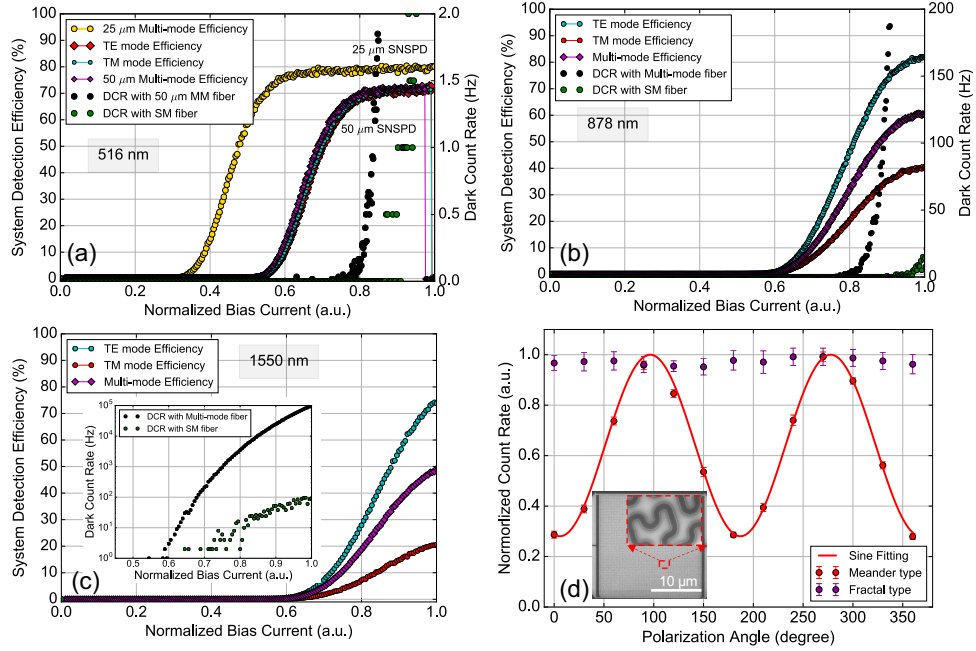 100
90
80
70
60
50
40
30
20
10
0
System Detection Efficiency (%)
25 μm Multi-mode Efficiency
TE mode Efficiency
TM mode Efficiency
50 μm Multi-mode Efficiency
DCR with 50 μm MM fiber
DCR with SM fiber
25 μm SNSPD
50 μm SNSPD
516 nm
(a)
2.0
1.5
1.0
0.5
0.0
Dark Count Rate (Hz)
0.0 0.2 0.4 0.6 0.8 1.0
Normalized Bias Current (a.u.)
100
90
80
70
60
50
40
30
20
10
0
System Detection Efficiency (%)
TE mode Efficiency
TM mode Efficiency
Multi-mode Efficiency
DCR with Multi-mode fiber
DCR with SM fiber
878 nm
(b)
200
150
100
50
0
Dark Count Rate (Hz)
0.0 0.2 0.4 0.6 0.8 1.0
Normalized Bias Current (a.u.)
100
90
80
70
60
50
40
30
20
10
0
System Detection Efficiency (%)
TE mode Efficiency
TM mode Efficiency
Multi-mode Efficiency
1550 nm
10^5
10^4
10^3
10^2
10^1
10^0
Dark Count Rate (Hz)
DCR with Multi-mode fiber
DCR with SM fiber
0.5 0.6 0.7 0.8 0.9 1.0
Normalized Bias Current (a.u.)
(c)
0.0 0.2 0.4 0.6 0.8 1.0
Normalized Bias Current (a.u.)
1.0
0.8
0.6
0.4
0.2
0.0
Normorlized Count Rate (a.u.)
10 μm
(d)
Sine Fitting
Meander type
Fractal type
0 50 100 150 200 250 300 350
Polarization Angle (degree)